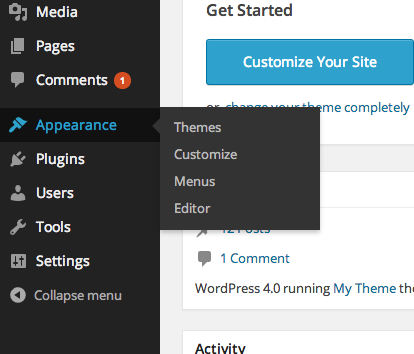 Media
Pages
Comments 1
Appearance
Plugins
Users
Tools
Settings
Collapse menu
Themes
Customize
Menus
Editor
Get Started
Customize Your Site
or, change your theme completely
12 Posts
1 Comment
WordPress 4.0 running My Theme the
Activity